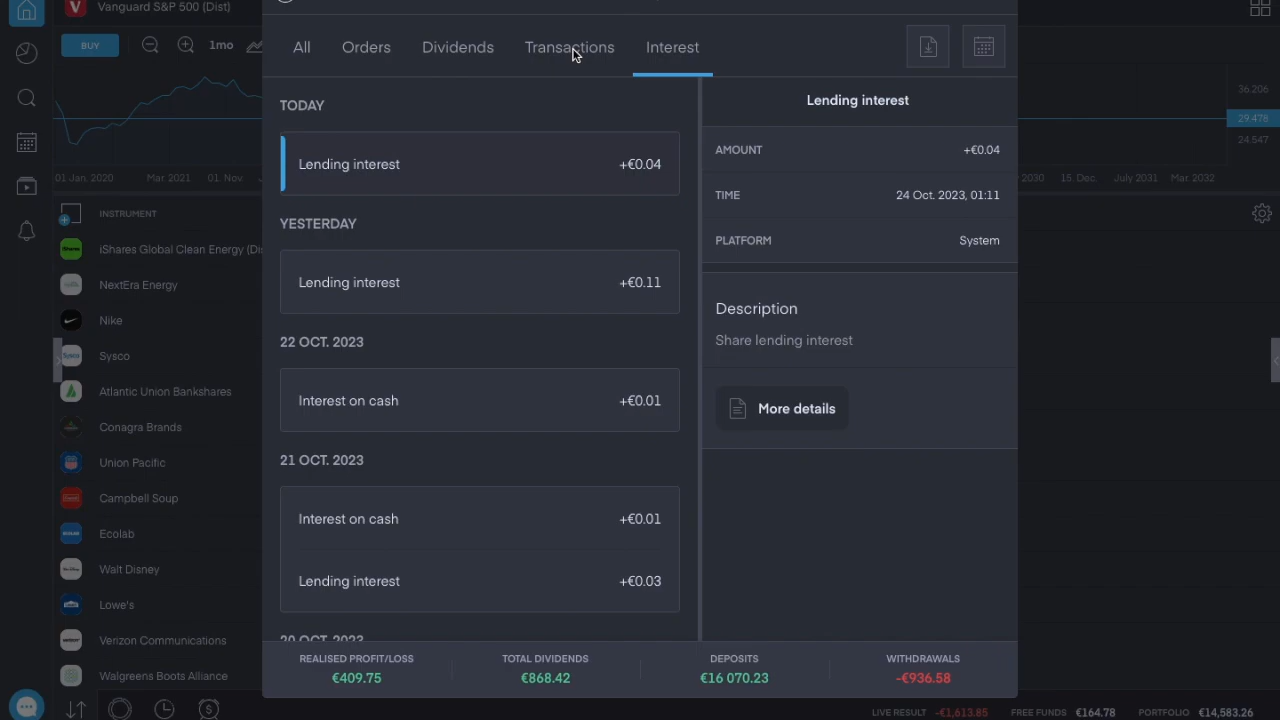 Vanguard S&P 500 (Dist)
BUY
1mo
All
Orders
Dividends
Transactions
Interest
36.206
29.478
24.547
01 Jan. 2020
Mar. 2021
01. Nov.
2030
15. Dec.
July 2031
Mar. 2032
TODAY
Lending interest
+€0.04
YESTERDAY
Lending interest
+€0.11
22 OCT. 2023
Interest on cash
+€0.01
21 OCT. 2023
Interest on cash
+€0.01
Lending interest
+€0.03
20 OCT. 2023
Lending interest
AMOUNT
+€0.04
TIME
24 Oct. 2023, 01:11
PLATFORM
System
Description
Share lending interest
More details
INSTRUMENT
iShares Global Clean Energy (Dis
NextEra Energy
Nike
Sysco
Atlantic Union Bankshares
Conagra Brands
Union Pacific
Campbell Soup
Ecolab
Walt Disney
Lowe's
Verizon Communications
Walgreens Boots Alliance
REALISED PROFIT/LOSS
€409.75
TOTAL DIVIDENDS
€868.42
DEPOSITS
€16 070.23
WITHDRAWALS
-€936.58
LIVE RESULT -€1,613.85
FREE FUNDS €164.78
PORTFOLIO €14,583.26